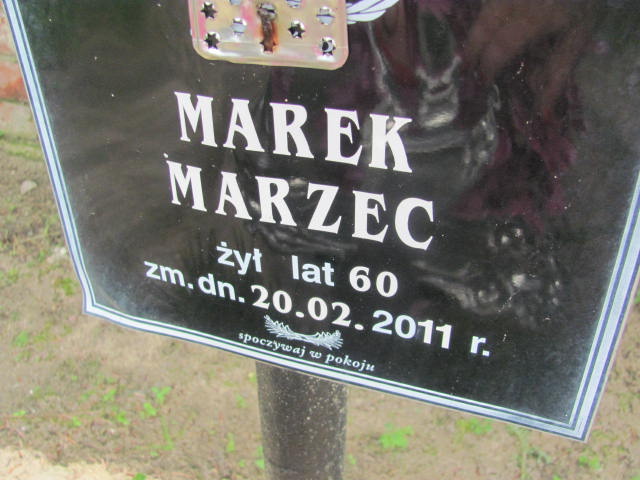 MAREK
MARZEC
żył lat 60
zm. dn. 20.02. 2011 r.
spoczywaj w pokoju